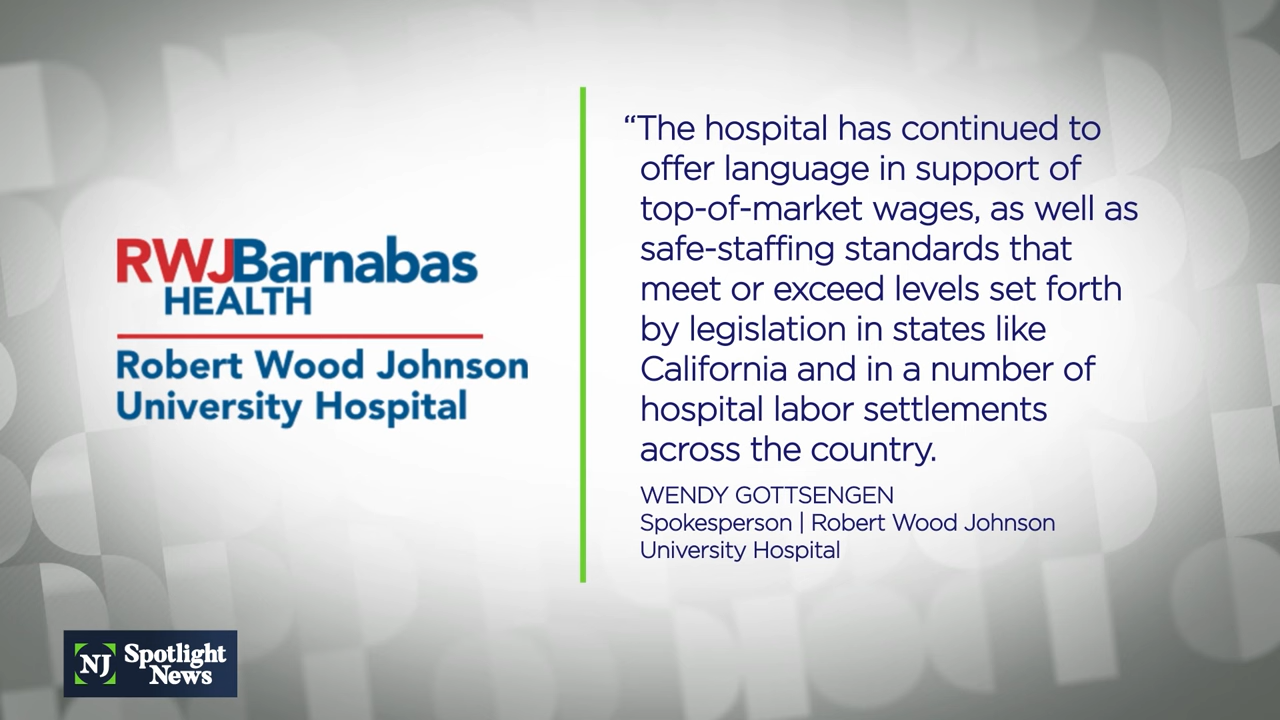 RWJBarnabas
HEALTH
Robert Wood Johnson
University Hospital
“The hospital has continued to
offer language in support of
top-of-market wages, as well as
safe-staffing standards that
meet or exceed levels set forth
by legislation in states like
California and in a number of
hospital labor settlements
across the country.
WENDY GOTTSENGEN
Spokesperson | Robert Wood Johnson
University Hospital
NJ Spotlight
News